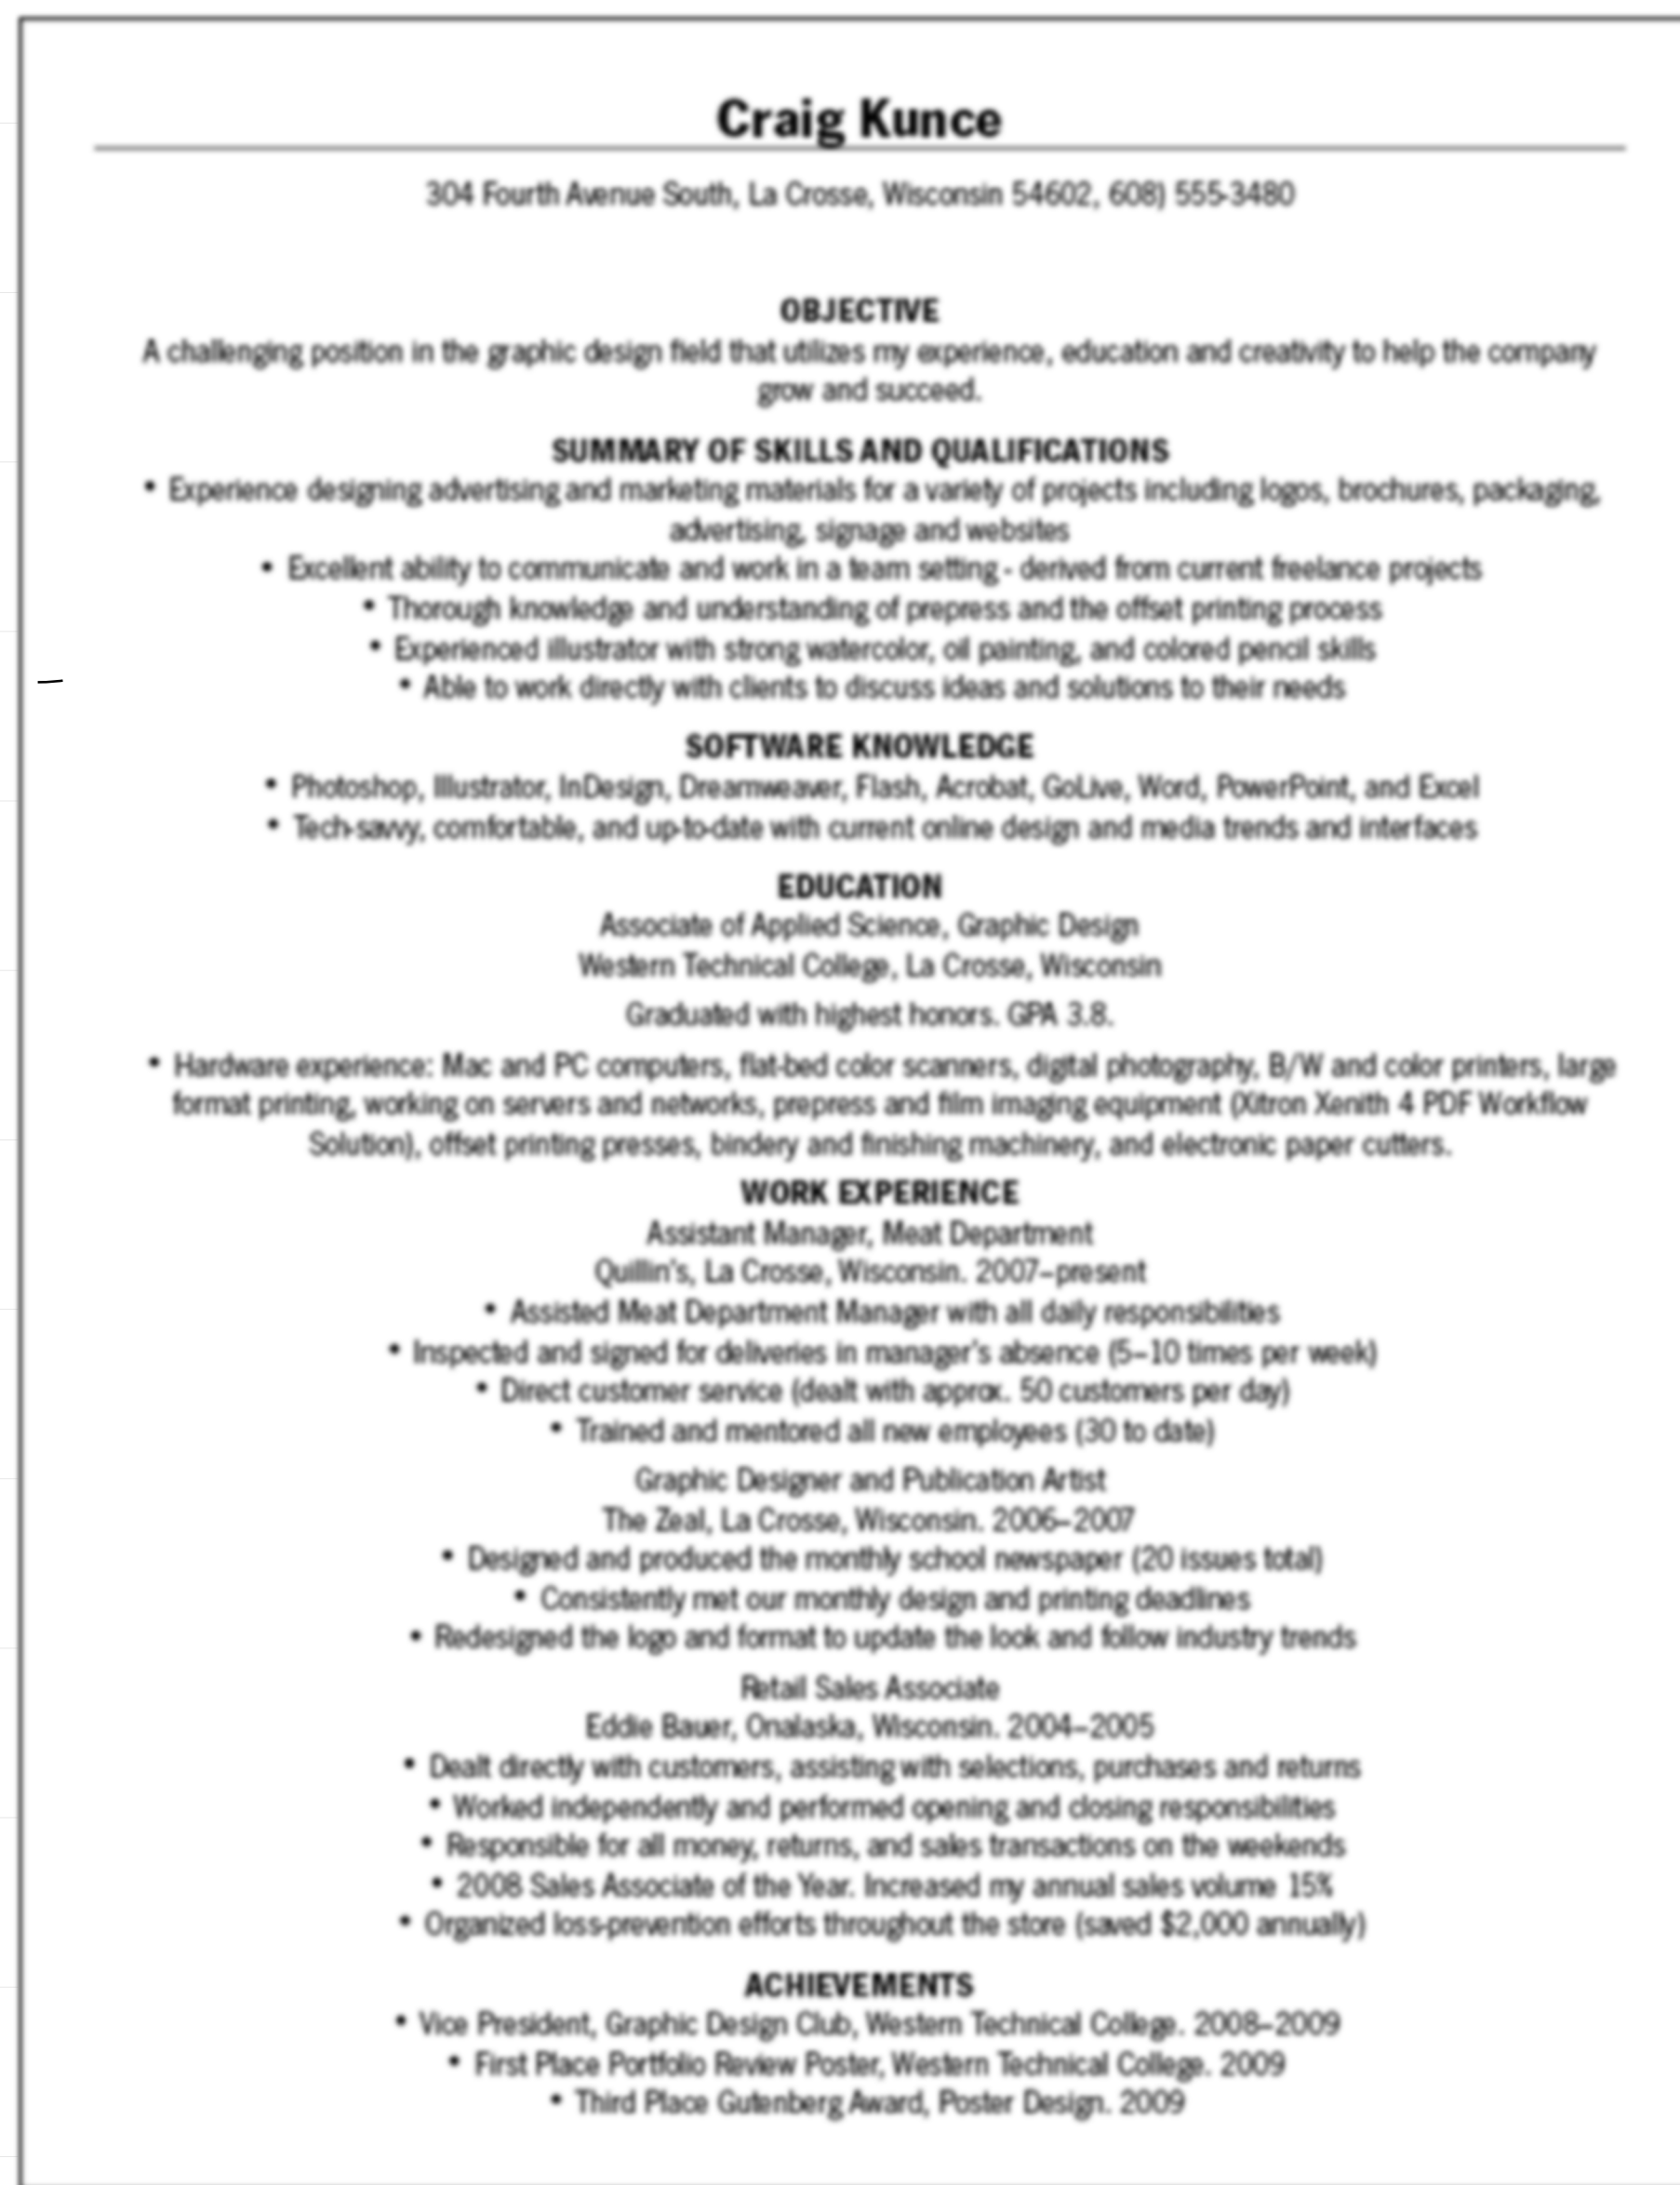 Craig Kunce
304 Fourth Avenue South, La Crosse, Wisconsin 54602, 608) 555-3480
OBJECTIVE
A challenging position in the graphic design field that utilizes my experience, education and creativity to help the company
grow and succeed.
SUMMARY OF SKILLS AND QUALIFICATIONS
• Experience designing advertising and marketing materials for a variety of projects including logos, brochures, packaging,
advertising, signage and websites
• Excellent ability to communicate and work in a team setting - derived from current freelance projects
• Thorough knowledge and understanding of prepress and the offset printing process
• Experienced illustrator with strong watercolor, oil painting, and colored pencil skills
• Able to work directly with clients to discuss ideas and solutions to their needs
SOFTWARE KNOWLEDGE
• Photoshop, Illustrator, InDesign, Dreamweaver, Flash, Acrobat, GoLive, Word, PowerPoint, and Excel
• Tech-savvy, comfortable, and up-to-date with current online design and media trends and interfaces
EDUCATION
Associate of Applied Science, Graphic Design
Western Technical College, La Crosse, Wisconsin
Graduated with highest honors. GPA 3.8.
• Hardware experience: Mac and PC computers, flat-bed color scanners, digital photography, B/W and color printers, large
format printing, working on servers and networks, prepress and film imaging equipment (Xitron Xenith 4 PDF Workflow
Solution), offset printing presses, bindery and finishing machinery, and electronic paper cutters.
WORK EXPERIENCE
Assistant Manager, Meat Department
Quillin's, La Crosse, Wisconsin. 2007–present
• Assisted Meat Department Manager with all daily responsibilities
• Inspected and signed for deliveries in manager's absence (5–10 times per week)
• Direct customer service (dealt with approx.. 50 customers per day)
• Trained and mentored all new employees (30 to date)
Graphic Designer and Publication Artist
The Zeal, La Crosse, Wisconsin. 2006–2007
• Designed and produced the monthly school newspaper (20 issues total)
• Consistently met our monthly design and printing deadlines
• Redesigned the logo and format to update the look and follow industry trends
Retail Sales Associate
Eddie Bauer, Onalaska, Wisconsin. 2004–2005
• Dealt directly with customers, assisting with selections, purchases and returns
• Worked independently and performed opening and closing responsibilities
• Responsible for all money, returns, and sales transactions on the weekends
• 2008 Sales Associate of the Year. Increased my annual sales volume 15%
• Organized loss-prevention efforts throughout the store (saved $2,000 annually)
ACHIEVEMENTS
• Vice President, Graphic Design Club, Western Technical College. 2008–2009
• First Place Portfolio Review Poster, Western Technical College. 2009
• Third Place Gutenberg Award, Poster Design. 2009